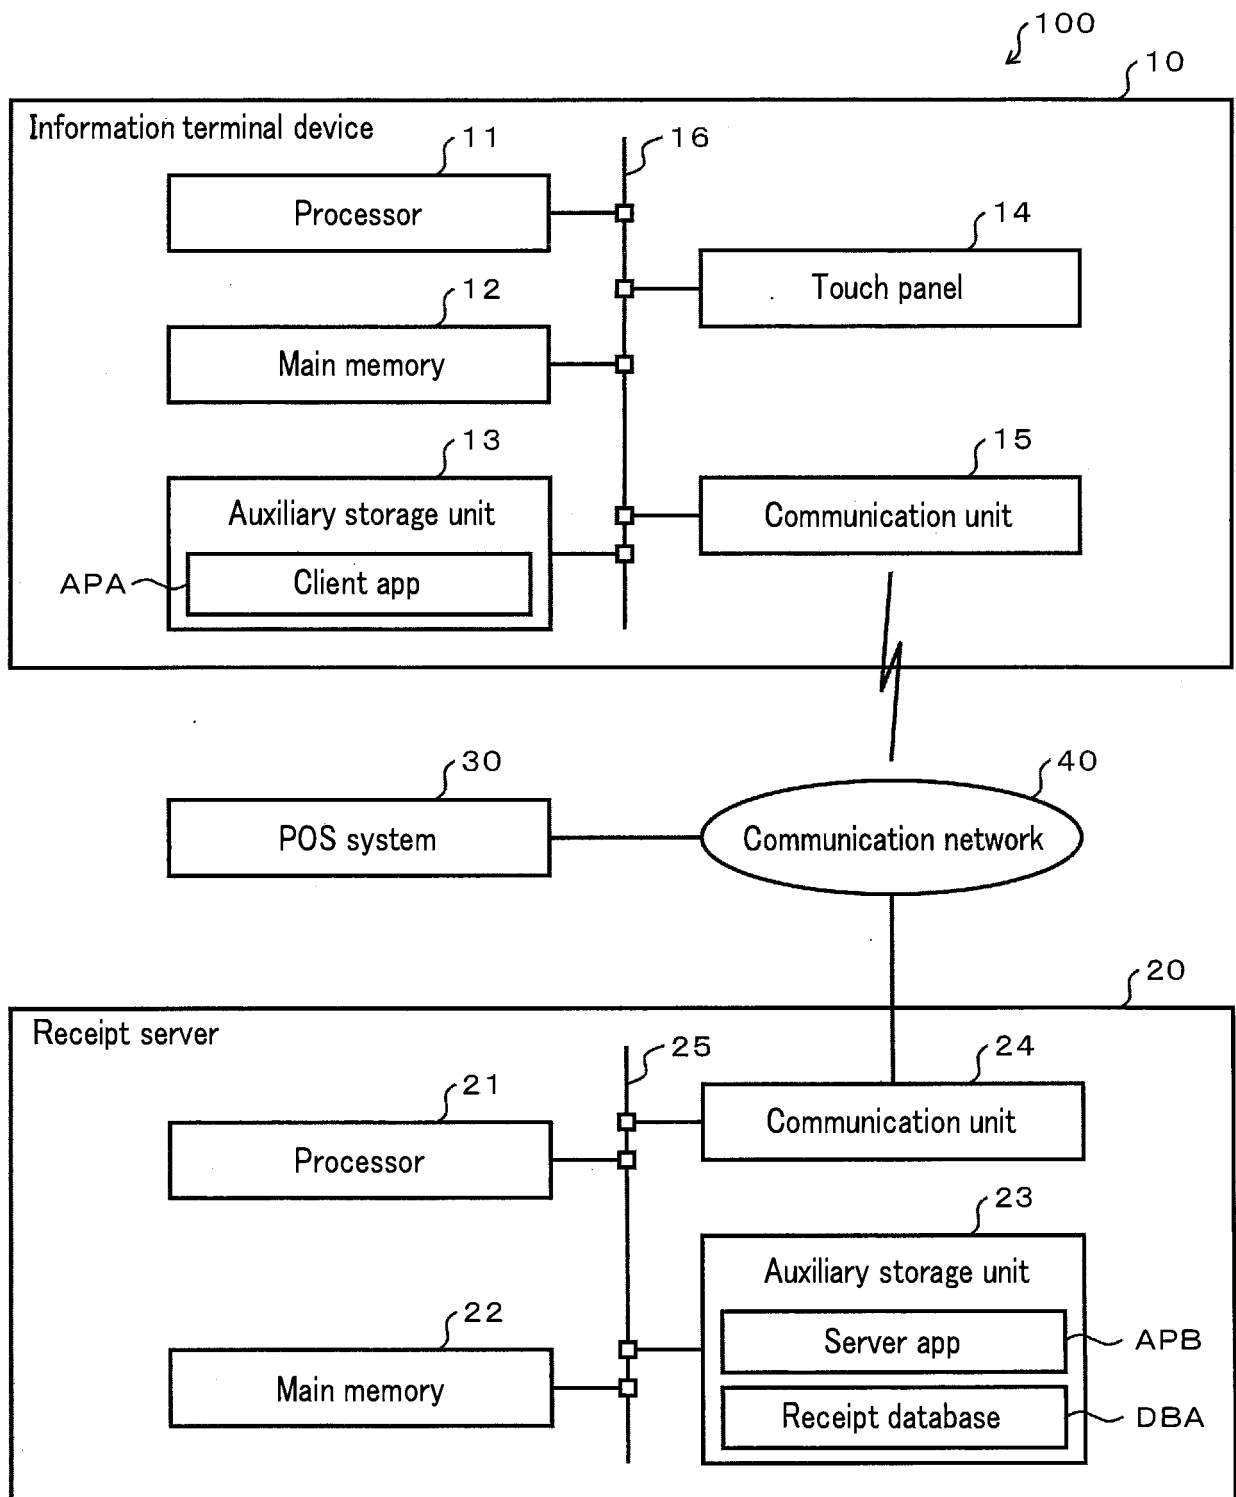 100
10
Information terminal device
11
16
Processor
14
Touch panel
12
Main memory
13
15
Auxiliary storage unit
Communication unit
APA
Client app
30
40
POS system
Communication network
20
Receipt server
25
24
21
Communication unit
Processor
23
Auxiliary storage unit
22
Server app
APB
Main memory
Receipt database
DBA